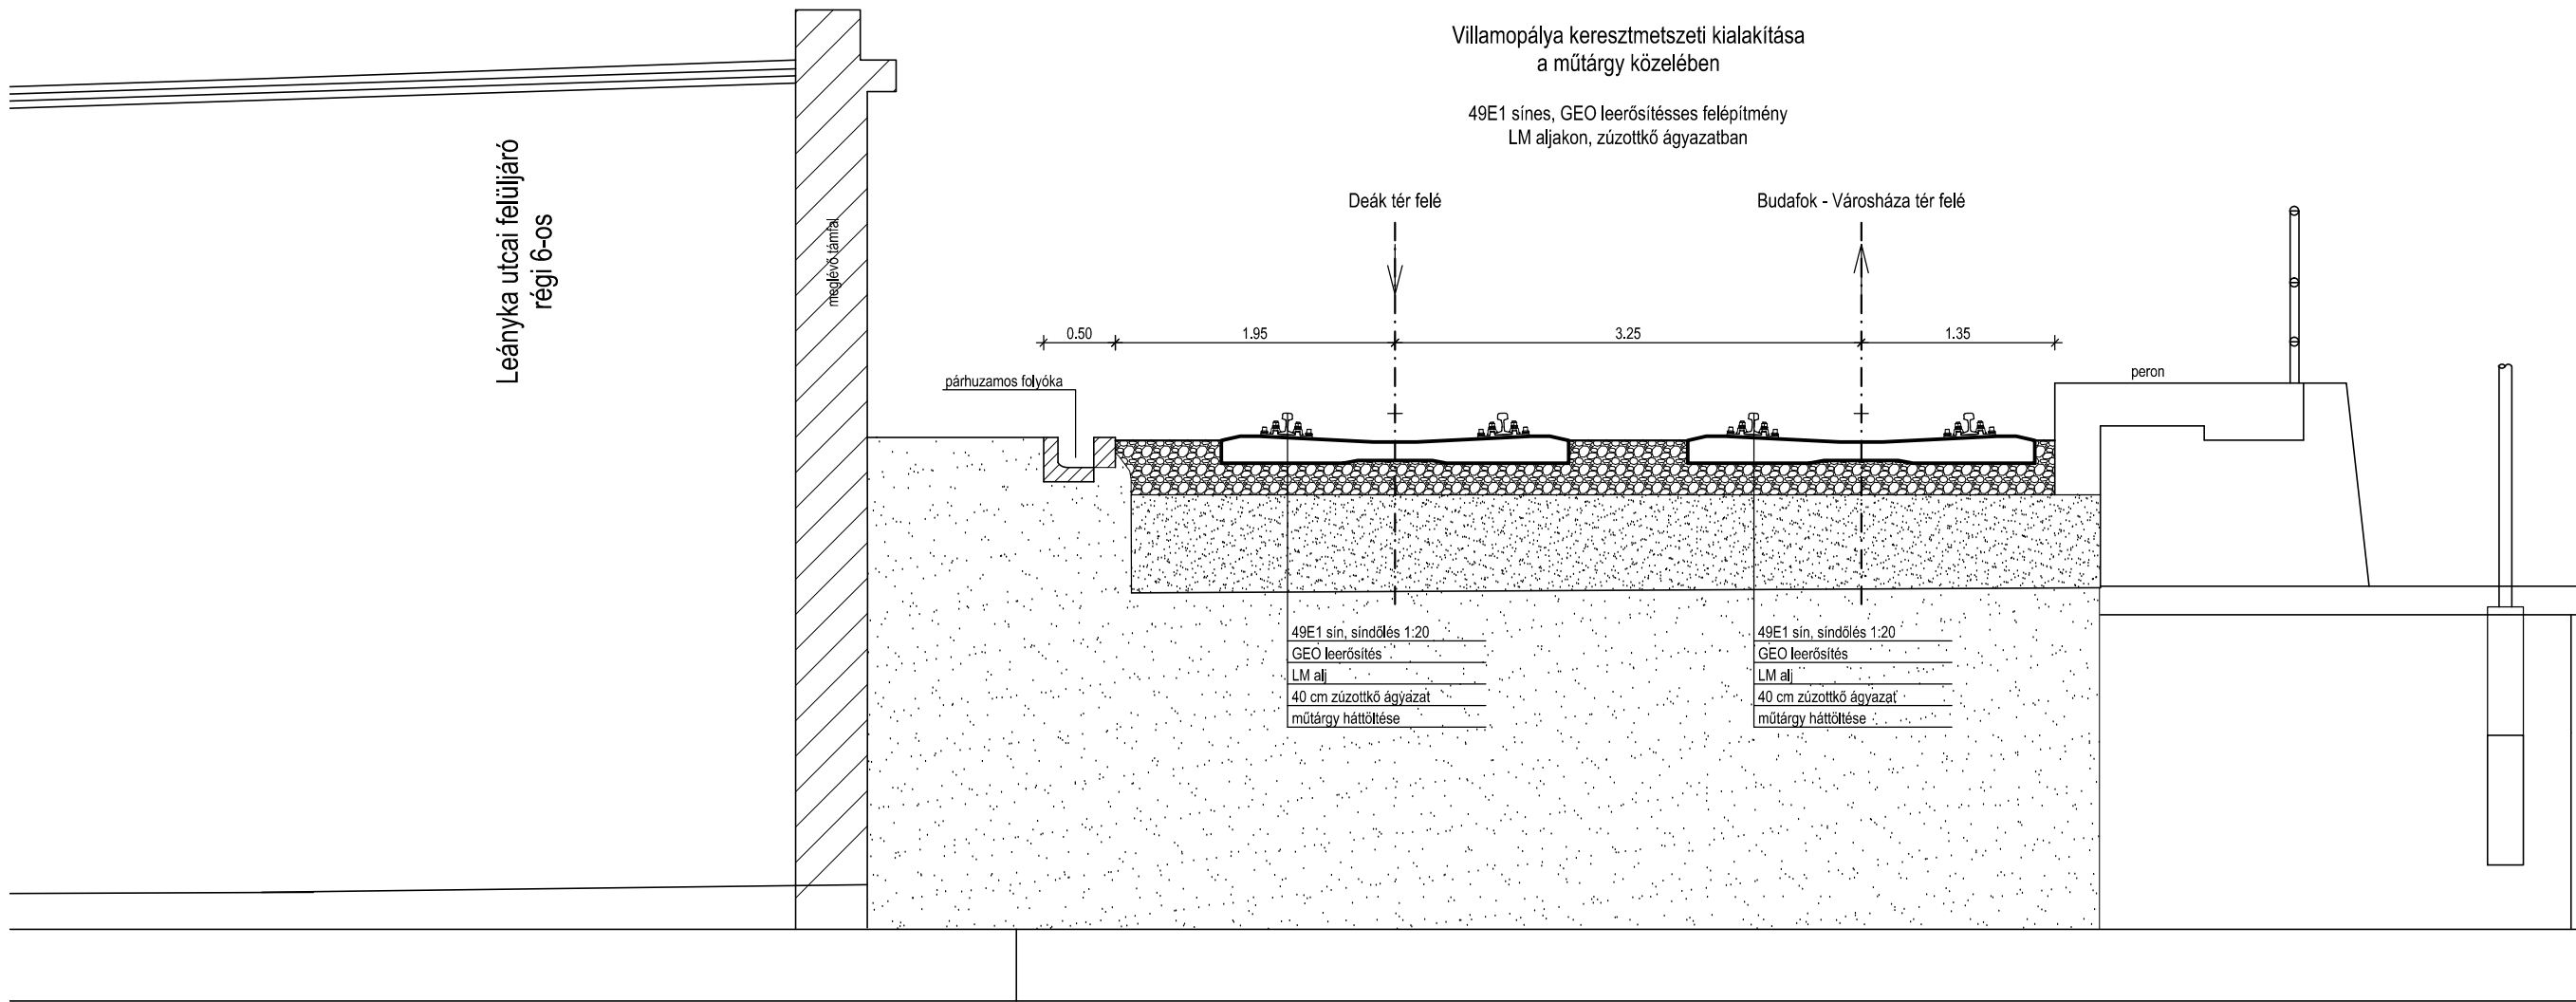 Villamopálya keresztmetszeti kialakítása
a műtárgy közelében
49E1 sínes, GEO leerősítésses felépítmény
LM aljakon, zúzottkő ágyazatban
Leányka utcai felüljáró
régi 6-os
meglévő támfal
Deák tér felé
Budafok - Városháza tér felé
0.50
1.95
3.25
1.35
párhuzamos folyóka
peron
49E1 sín, síndőlés 1:20
GEO leerősítés
LM alj
40 cm zúzottkő ágyazat
műtárgy háttöltése
49E1 sín, síndőlés 1:20
GEO leerősítés
LM alj
40 cm zúzottkő ágyazat
műtárgy háttöltése